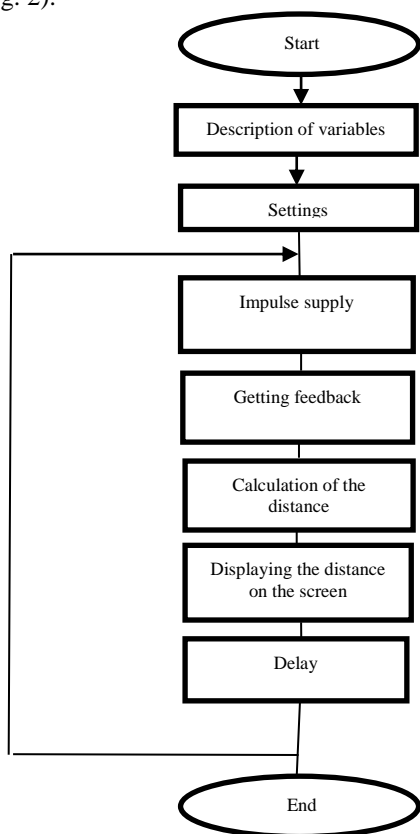 g. 2).
Start
Description of variables
Settings
Impulse supply
Getting feedback
Calculation of the
distance
Displaying the distance
on the screen
Delay
End